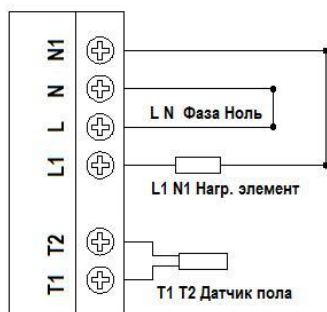 N1
N
L
L N Фаза Ноль
L1
L1 N1 Нагр. элемент
T2
T1
T1 T2 Датчик пола